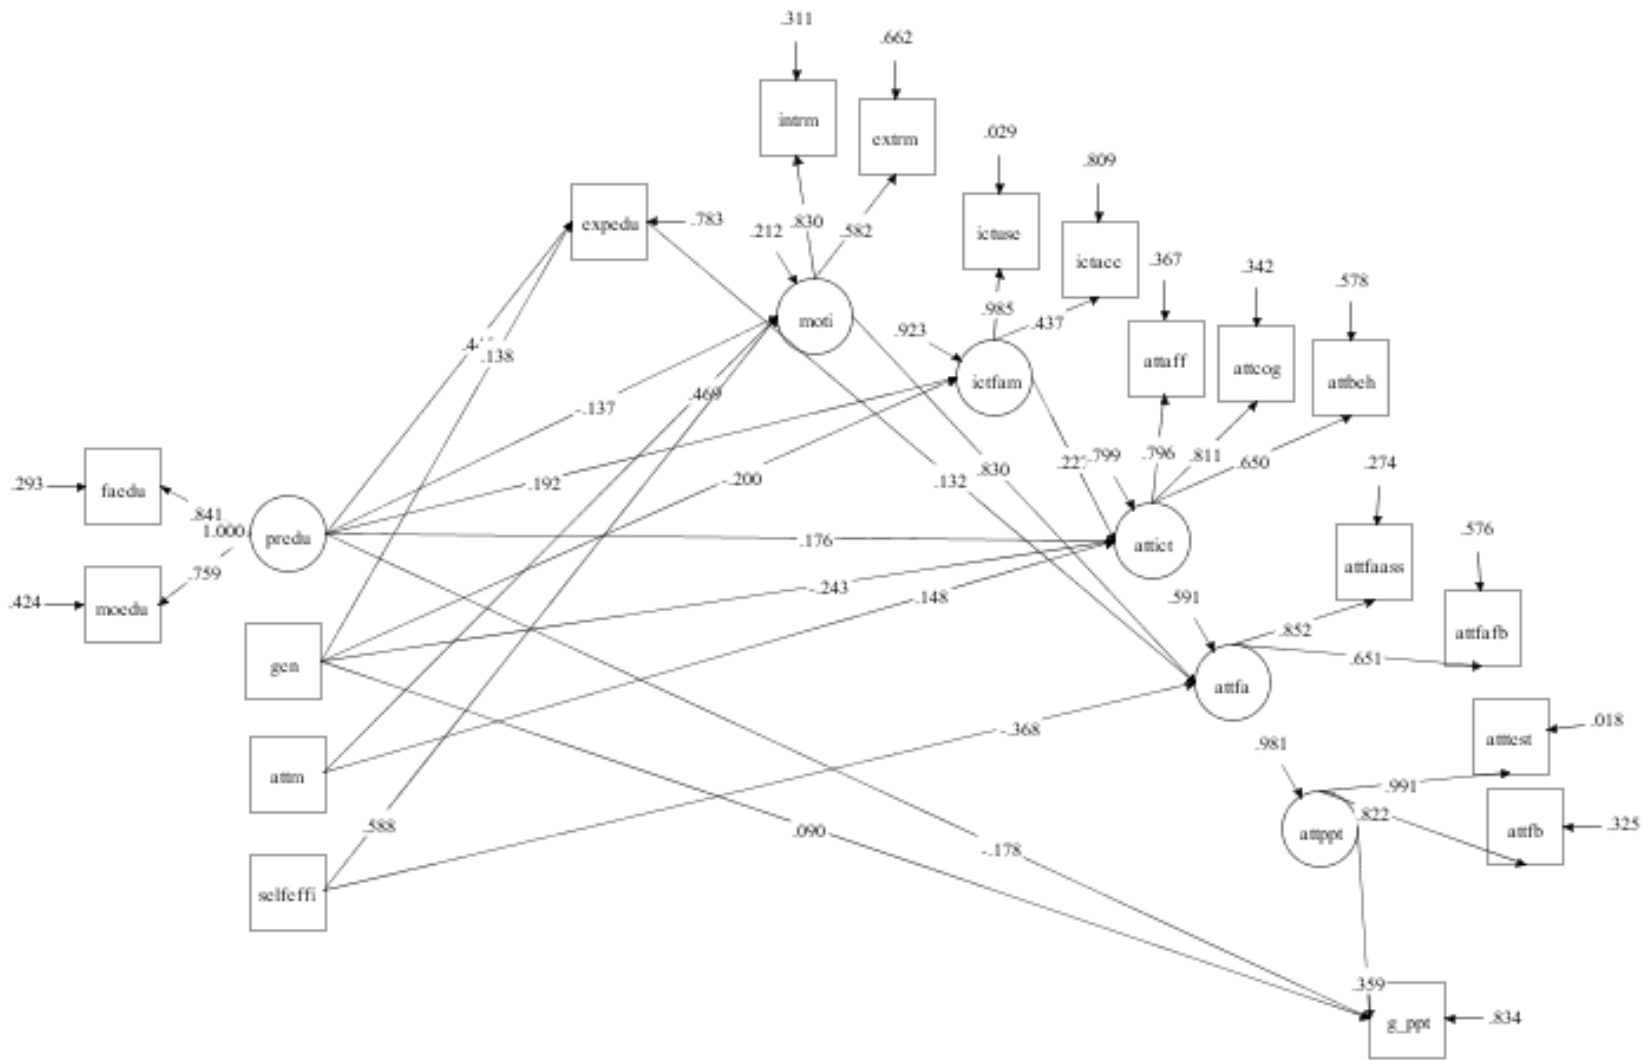 .311
.662
intrm
extrm
.029
.809
expedu
.783
.212
.830
.582
ictuse
ictacc
.367
.342
.578
moti
.985
.437
.923
.138
attaff
attcog
attbeh
ictfam
-.137
.469
.192
-.200
.132
.830
.799
.796
.811
.650
.274
.293
faedu
.841
1.000
predu
.176
attict
.576
attfaass
.759
.424
moedu
-.243
.148
.591
.852
attfafb
.651
gen
attfa
-.368
.018
atttest
.981
attm
.991
.822
.588
.090
attppt
attfb
.325
-.178
selfeffi
.359
g_ppt
.834